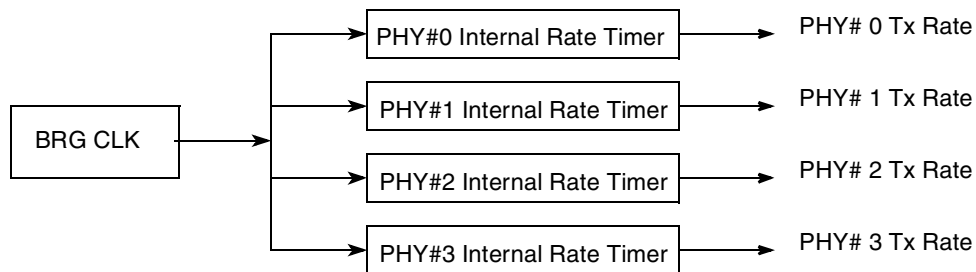 PHY#0 Internal Rate Timer
PHY# 0 Tx Rate
PHY#1 Internal Rate Timer
PHY# 1 Tx Rate
BRG CLK
PHY#2 Internal Rate Timer
PHY# 2 Tx Rate
PHY#3 Internal Rate Timer
PHY# 3 Tx Rate